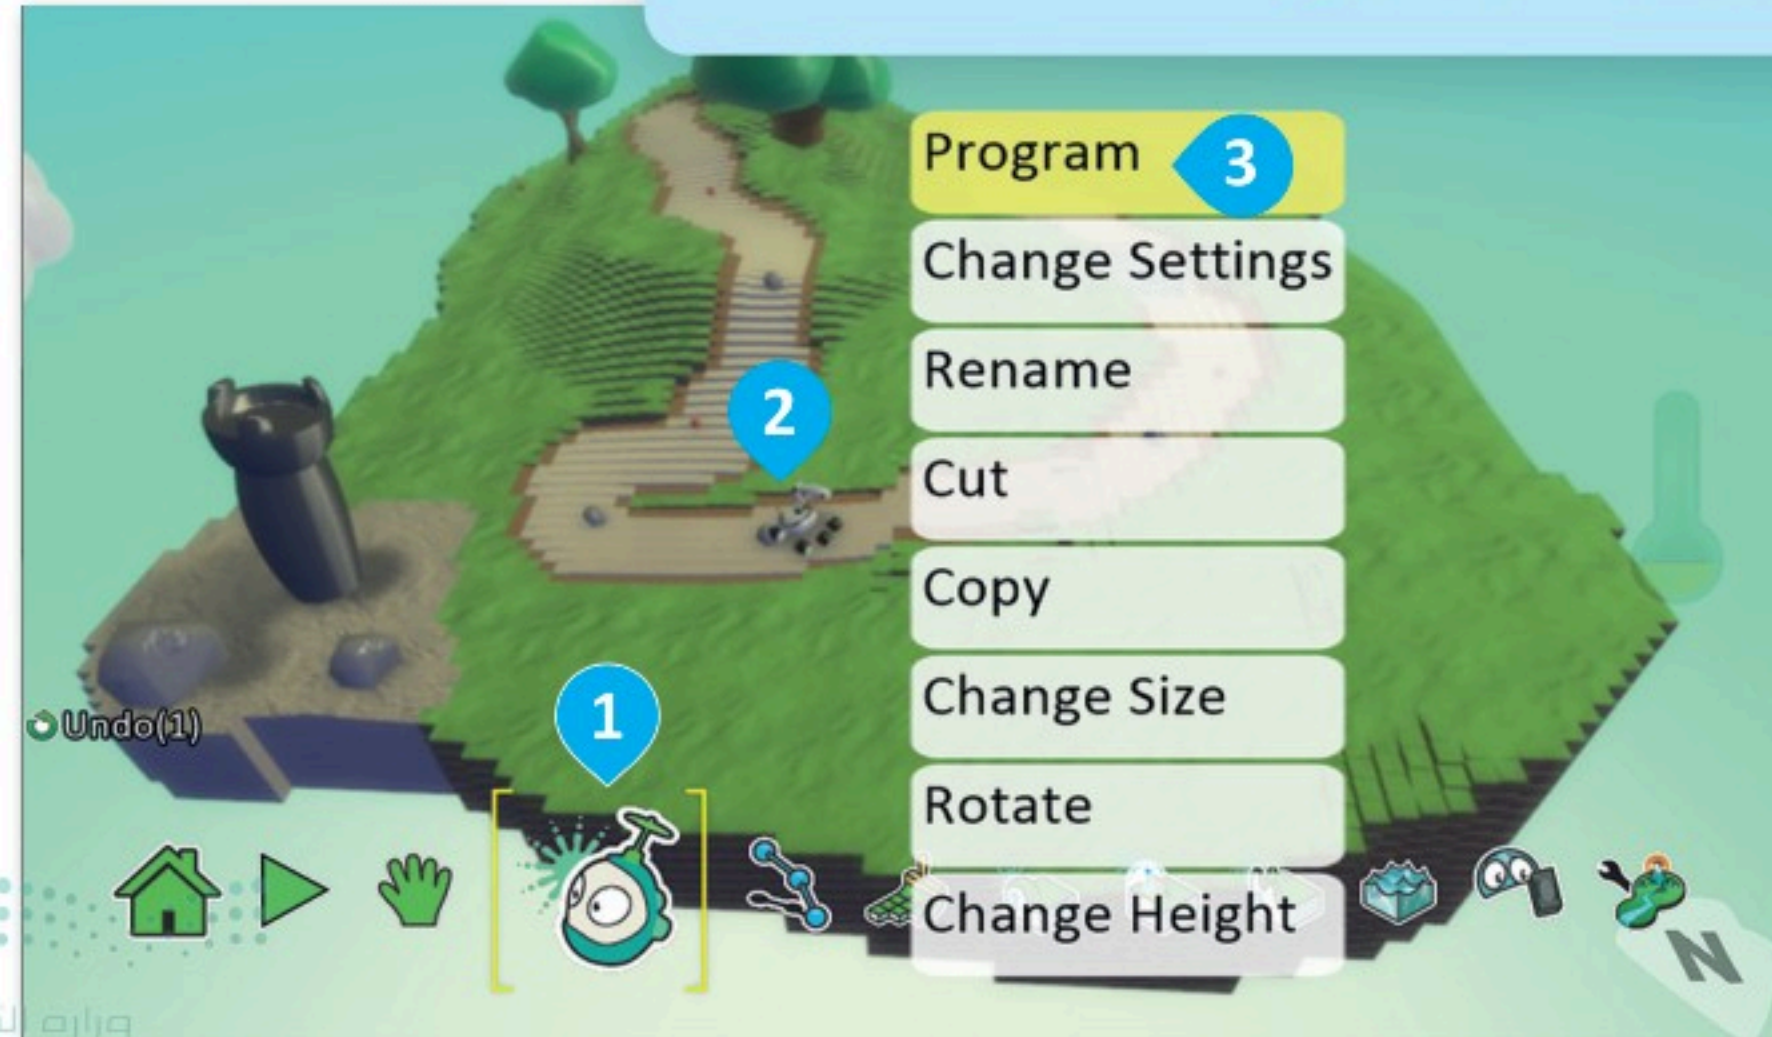 Program
3
Change Settings
Rename
2
Cut
Copy
Change Size
1
Undo(1)
Rotate
Change Height
N